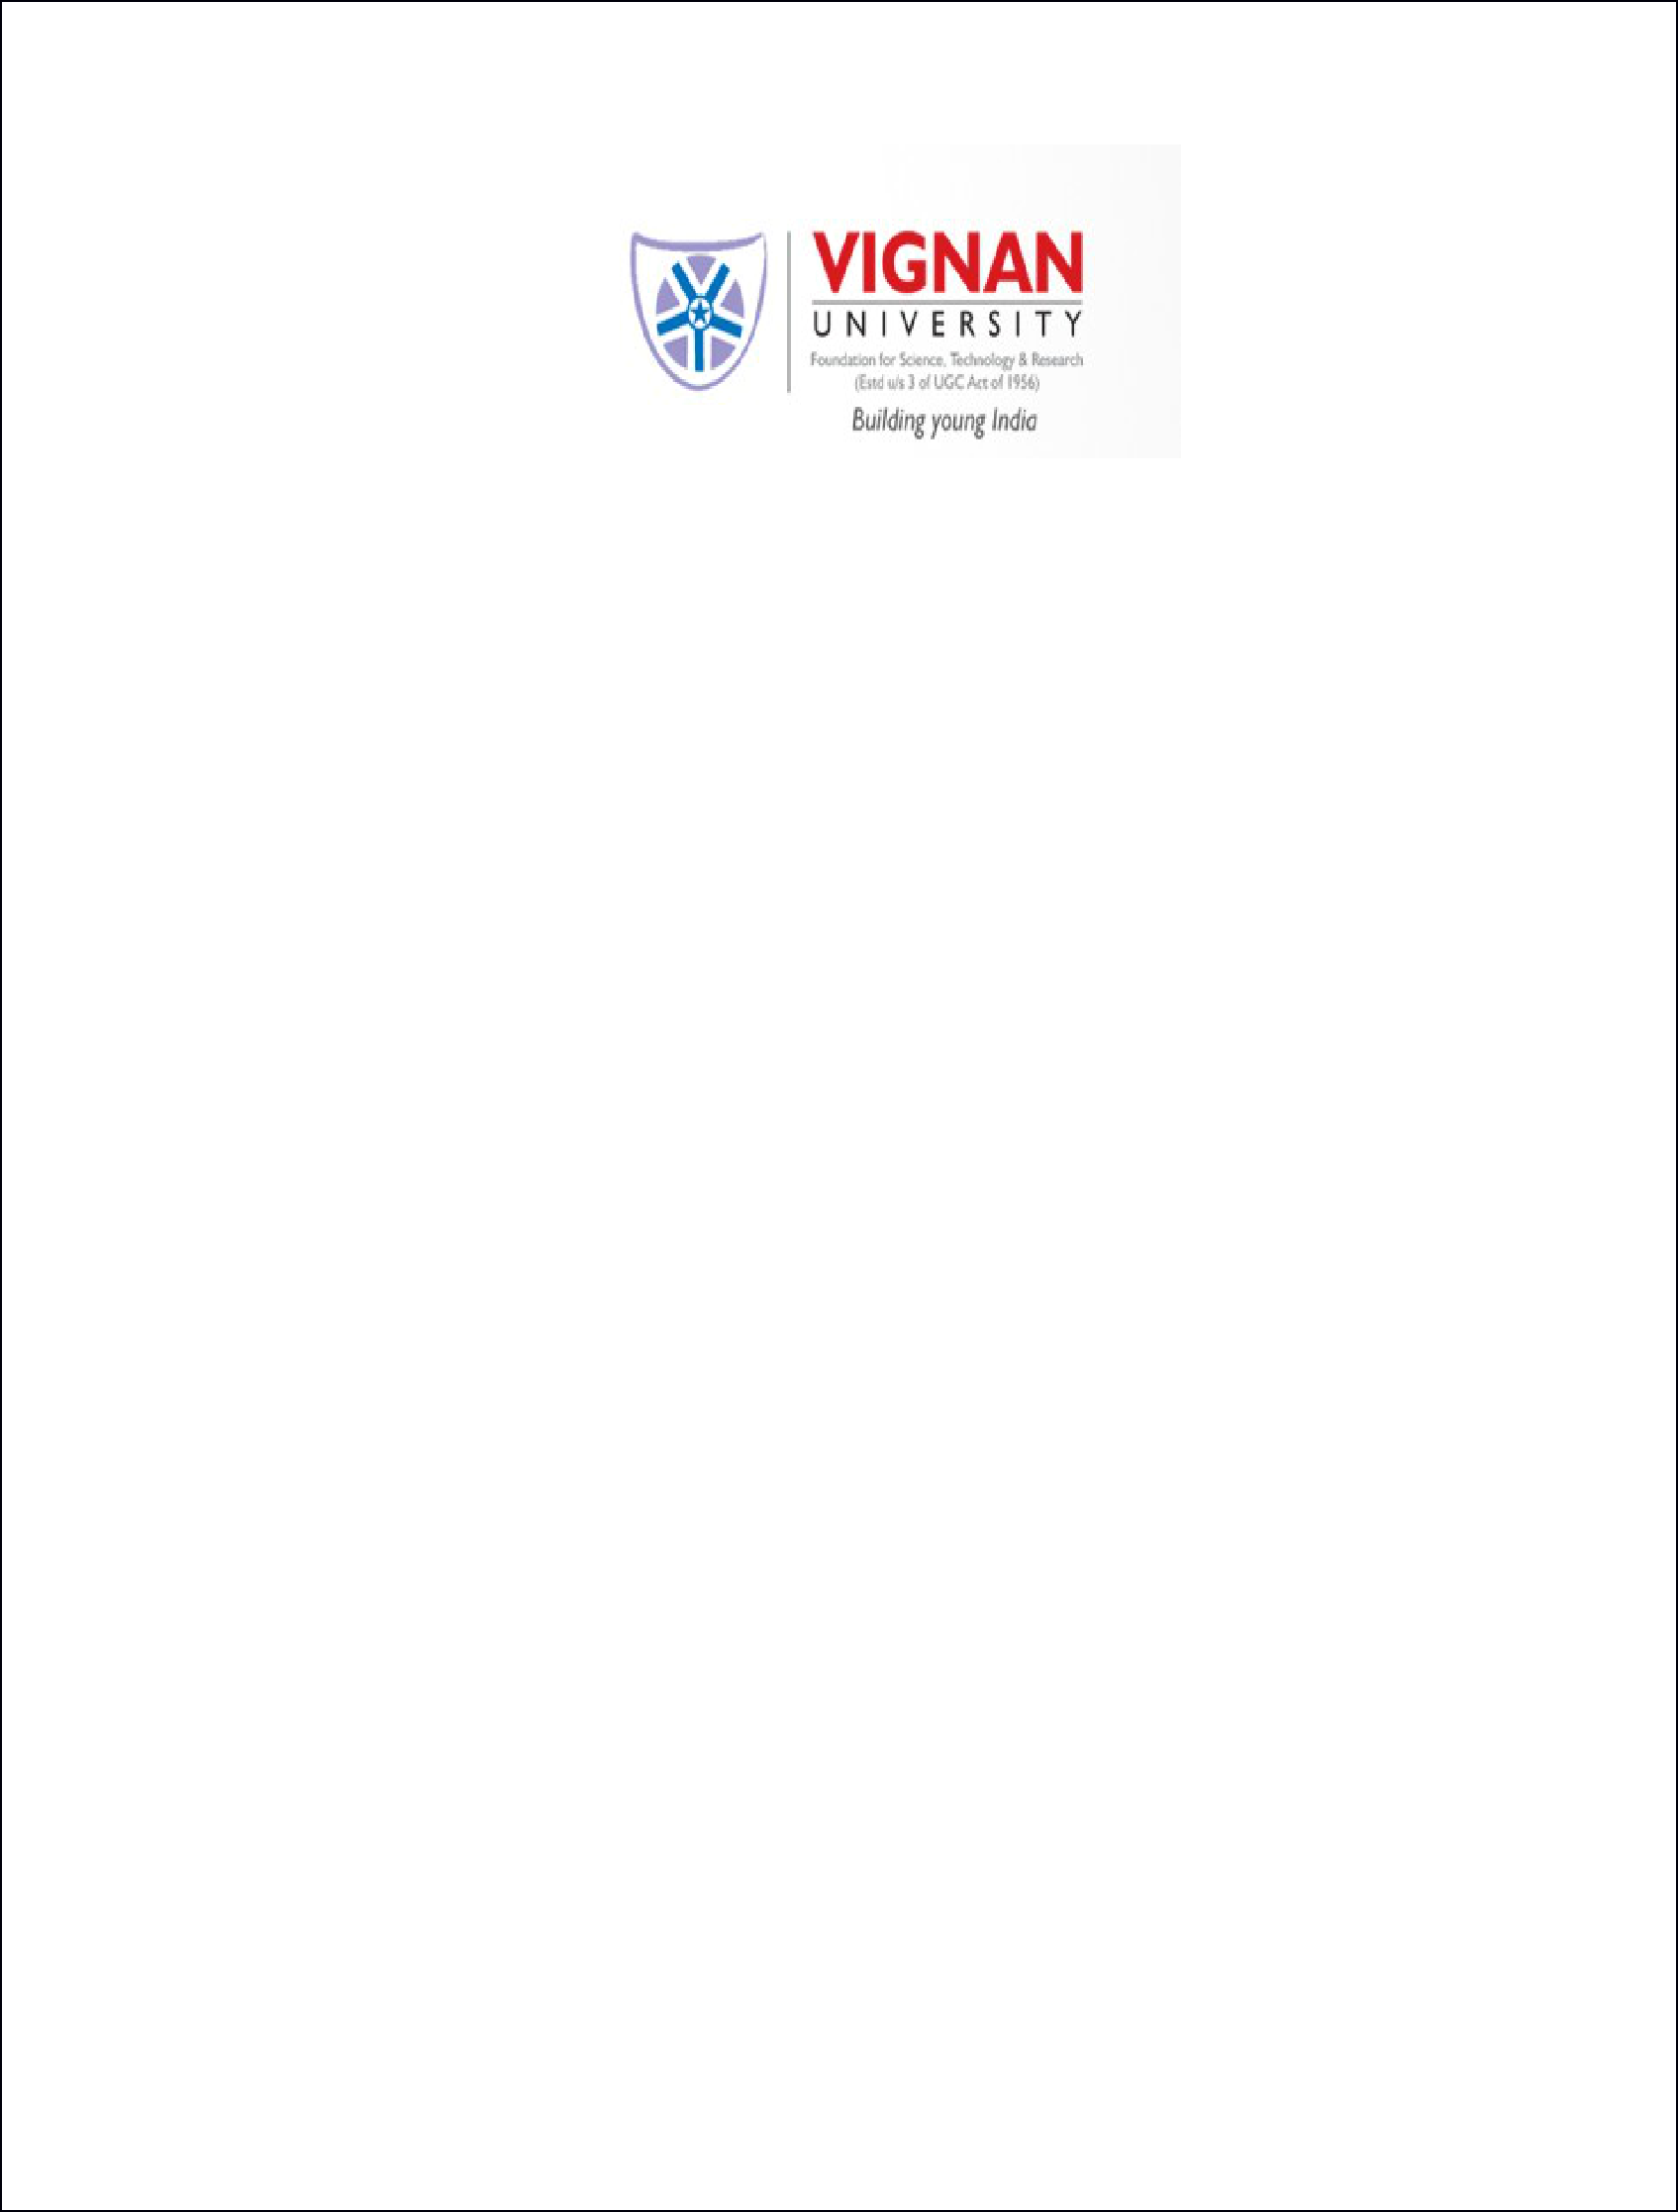 VIGNAN
UNIVERSITY
Foundation for Science, Technology & Research
(Estd u/s 3 of UGC Act of 1956)
Building young India